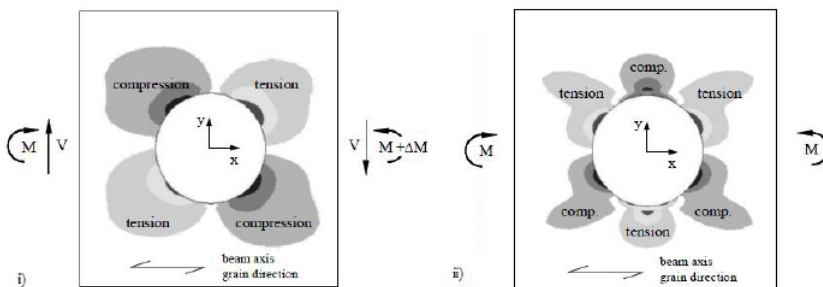 compression
tension
y
x
M
V
V
M+ΔM
tension
compression
beam axis
grain direction
i)
comp.
tension
tension
y
x
M
M
comp.
comp.
tension
beam axis
grain direction
ii)